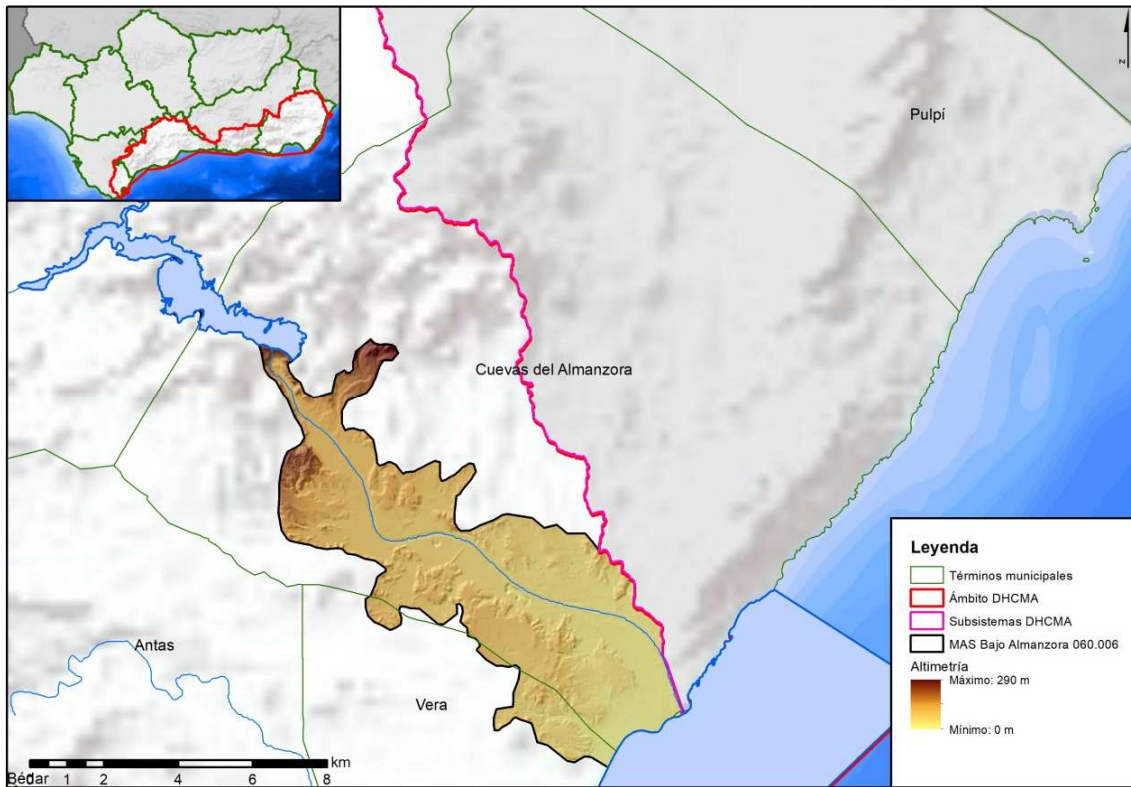 N
Pulpí
Cuevas del Almanzora
Antas
Vera
Bédar
0 1 2 4 6 8 km
Leyenda
Términos municipales
Ámbito DHCMA
Subsistemas DHCMA
MAS Bajo Almanzora 060.006
Altimetría
Máximo: 290 m
Mínimo: 0 m